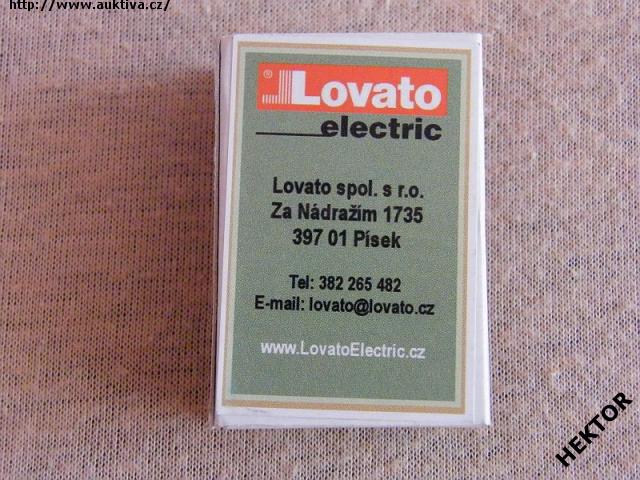 http://www.auktiva.cz/
® Lovato
electric
Lovato spol. s r.o.
Za Nádražím 1735
397 01 Písek
Tel: 382 265 482
E-mail: lovato@lovato.cz
www.LovatoElectric.cz
HEKTOR